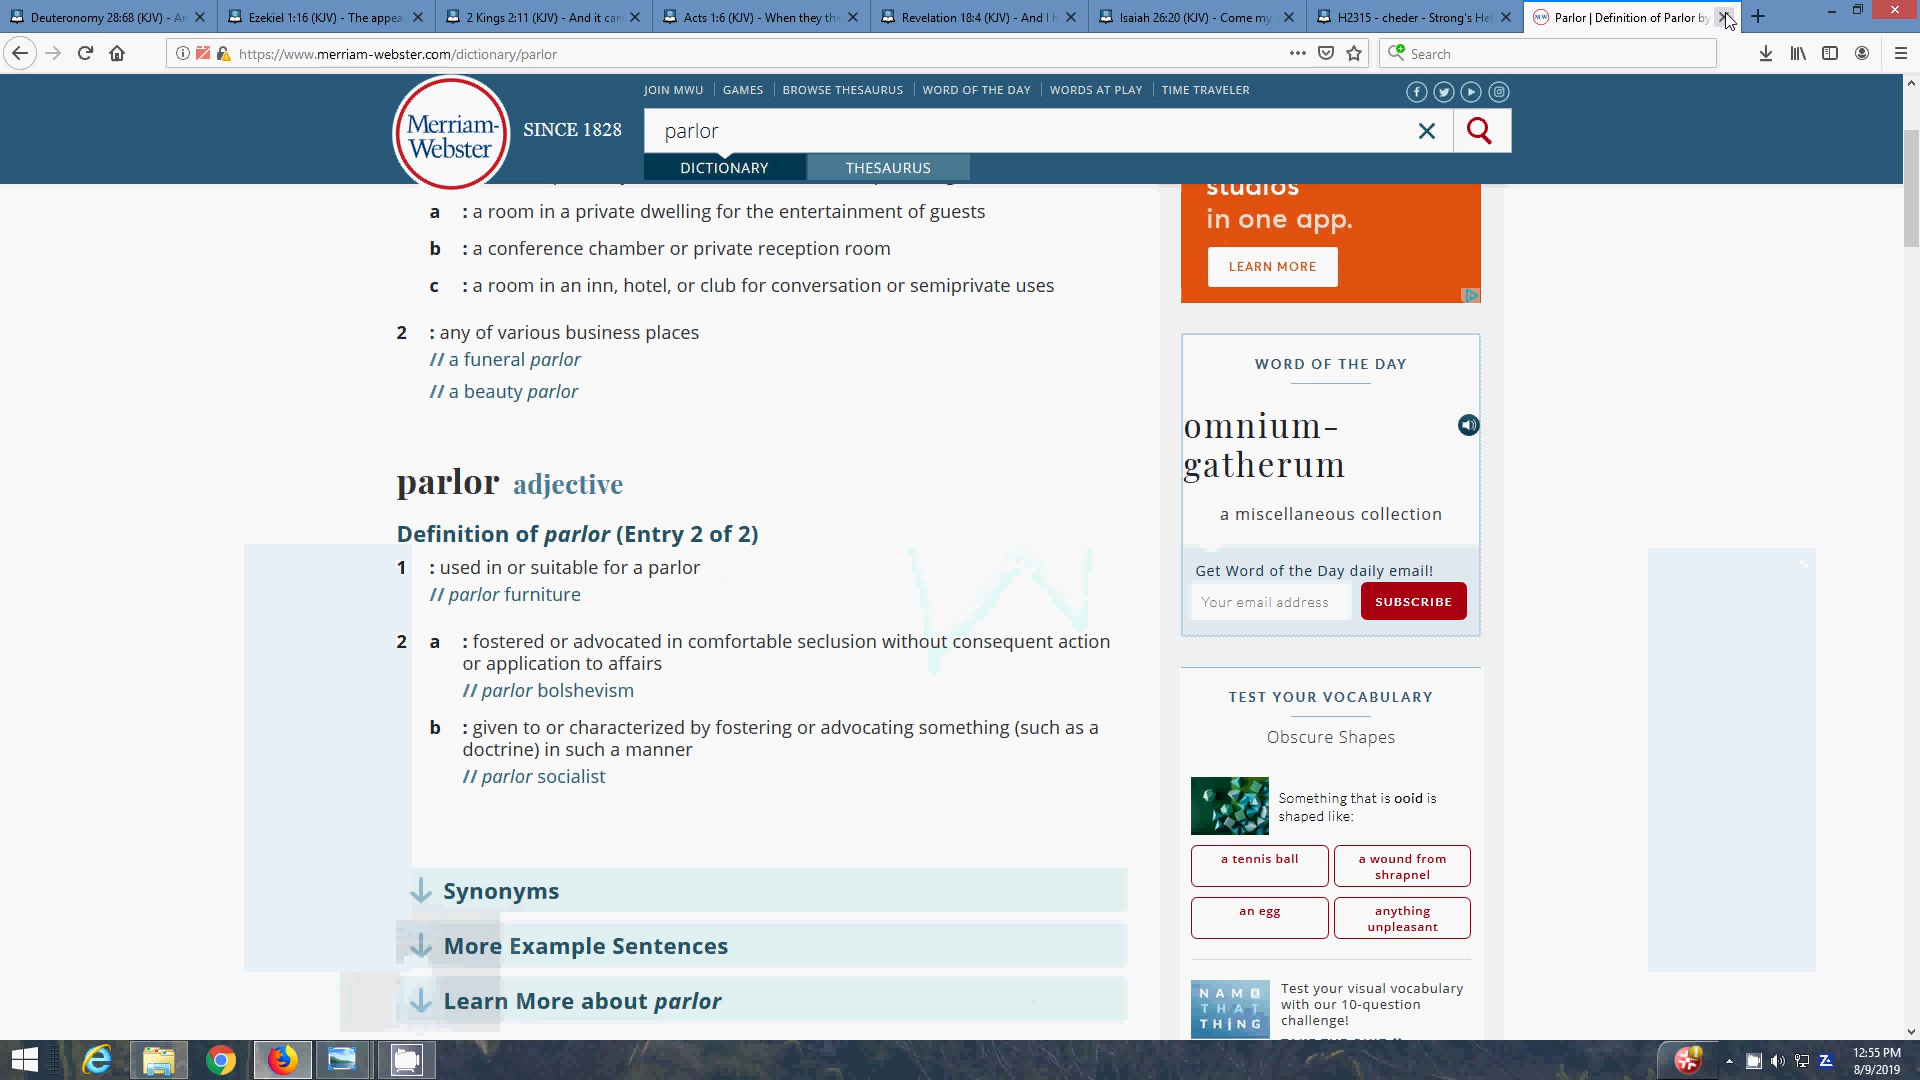 Deuteronomy 28:68 (KJV) - A
Ezekiel 1:16 (KJV) - The appea
2 Kings 2:11 (KJV) - And it ca
Acts 1:6 (KJV) - When they the
Revelation 18:4 (KJV) - And I h
Isaiah 26:20 (KJV) - Come my
H2315 - cheder - Strong's He
Parlor | Definition of Parlor by
https://www.merriam-webster.com/dictionary/parlor
Search
JOIN MWU
GAMES
BROWSE THESAURUS
WORD OF THE DAY
WORDS AT PLAY
TIME TRAVELER
Merriam-
Webster
SINCE 1828
parlor
DICTIONARY
THESAURUS
a : a room in a private dwelling for the entertainment of guests
b : a conference chamber or private reception room
c : a room in an inn, hotel, or club for conversation or semiprivate uses
2 : any of various business places
// a funeral parlor
// a beauty parlor
parlor adjective
Definition of parlor (Entry 2 of 2)
1 : used in or suitable for a parlor
// parlor furniture
2 a : fostered or advocated in comfortable seclusion without consequent action
or application to affairs
// parlor bolshevism
b : given to or characterized by fostering or advocating something (such as a
doctrine) in such a manner
// parlor socialist
Synonyms
More Example Sentences
Learn More about parlor
studios
in one app.
LEARN MORE
WORD OF THE DAY
omnium-
gatherum
a miscellaneous collection
Get Word of the Day daily email!
Your email address
SUBSCRIBE
TEST YOUR VOCABULARY
Obscure Shapes
Something that is ooid is
shaped like:
a tennis ball
a wound from
shrapnel
an egg
anything
unpleasant
NAME
THAT
THING
Test your visual vocabulary
with our 10-question
challenge!
12:55 PM
8/9/2019